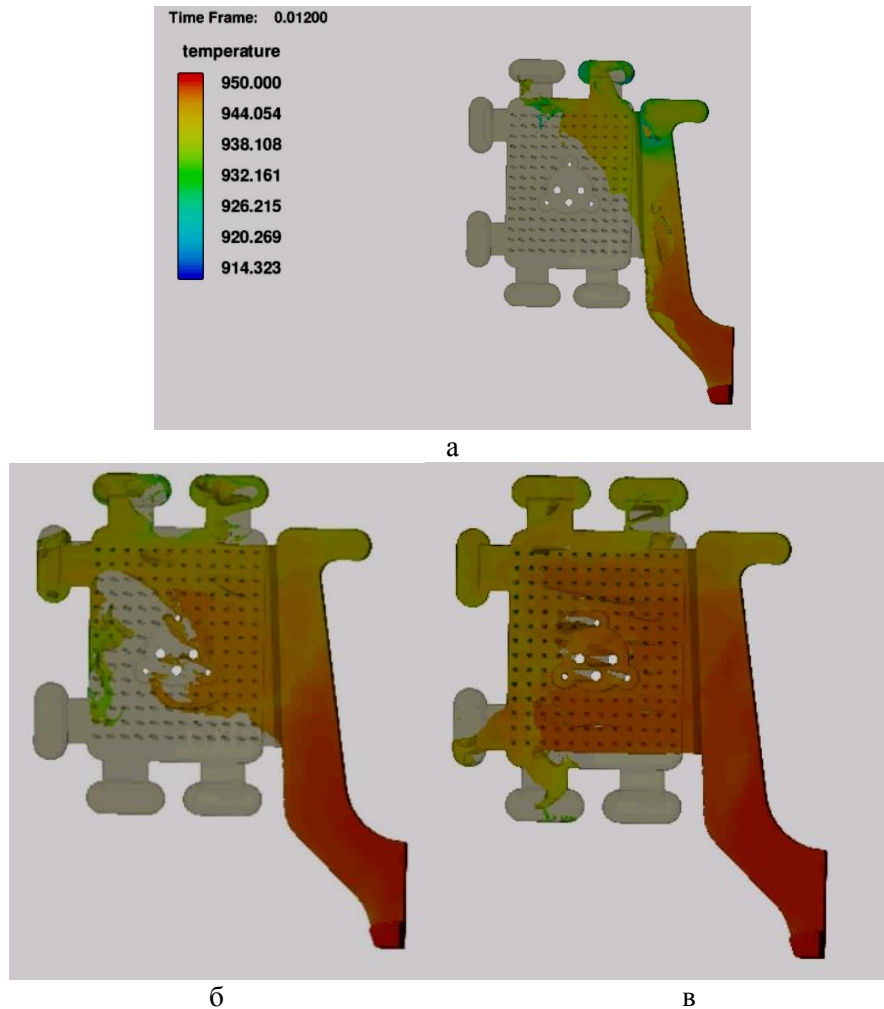 Time Frame: 0.01200
temperature
950.000
944.054
938.108
932.161
926.215
920.269
914.323
а
б
в